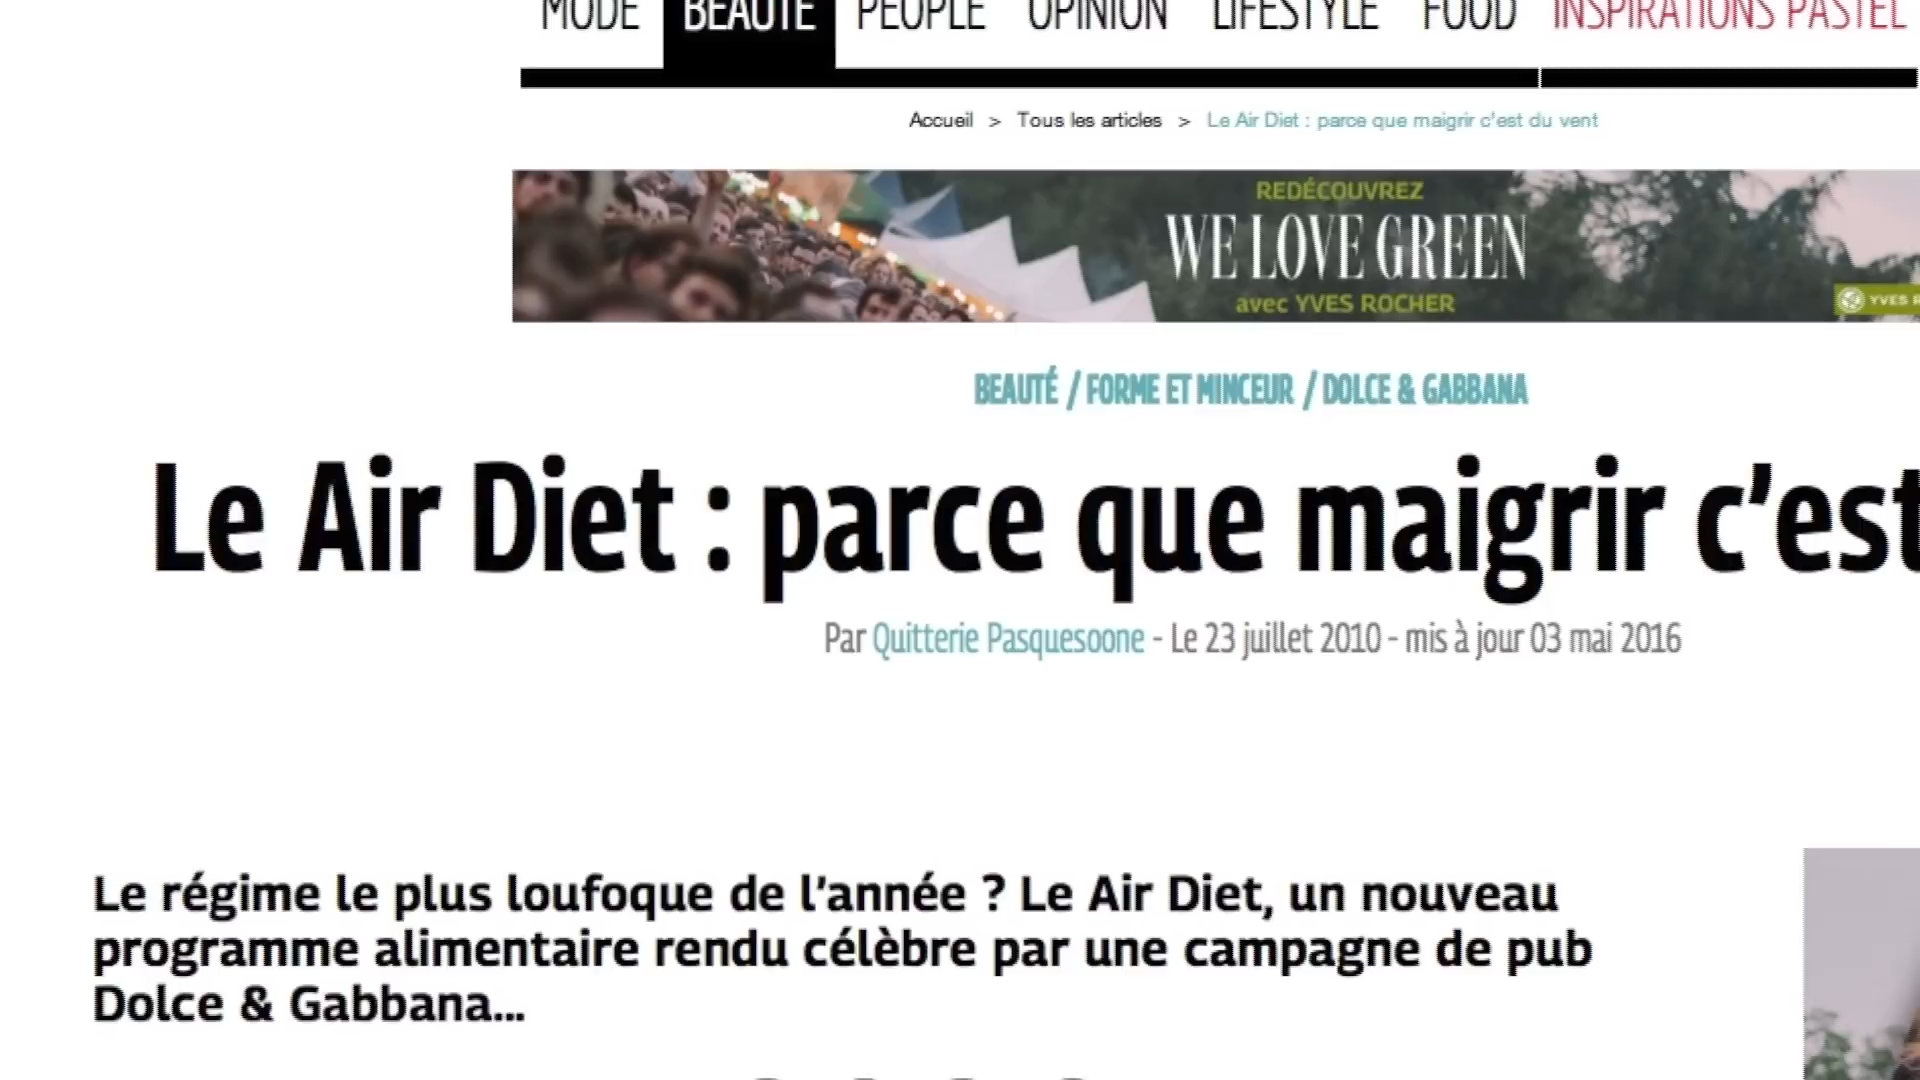 MODE BEAUTÉ PEOPLE OPINION LIFESTYLE FOOD INSPIRATIONS PASTEL
Accueil > Tous les articles > Le Air Diet : parce que maigrir c'est du vent
REDÉCOUVREZ
WE LOVE GREEN
avec YVES ROCHER
YVES R
BEAUTÉ / FORME ET MINCEUR / DOLCE & GABBANA
Le Air Diet : parce que maigrir c'est
Par Quitterie Pasquesoone - Le 23 juillet 2010 - mis à jour 03 mai 2016
Le régime le plus loufoque de l'année ? Le Air Diet, un nouveau
programme alimentaire rendu célèbre par une campagne de pub
Dolce & Gabbana...